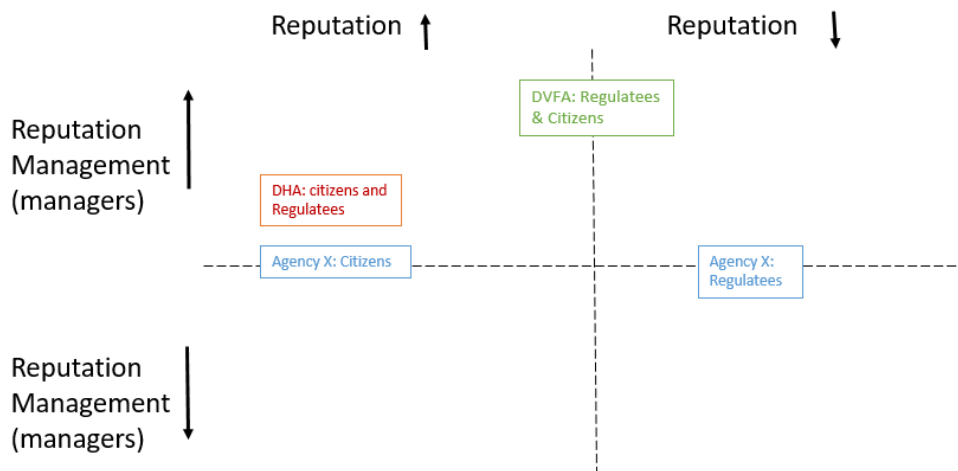 Reputation
Reputation
DVFA: Regulatees
& Citizens
Reputation
Management
(managers)
DHA: citizens and
Regulatees
Agency X: Citizens
Agency X:
Regulatees
Reputation
Management
(managers)